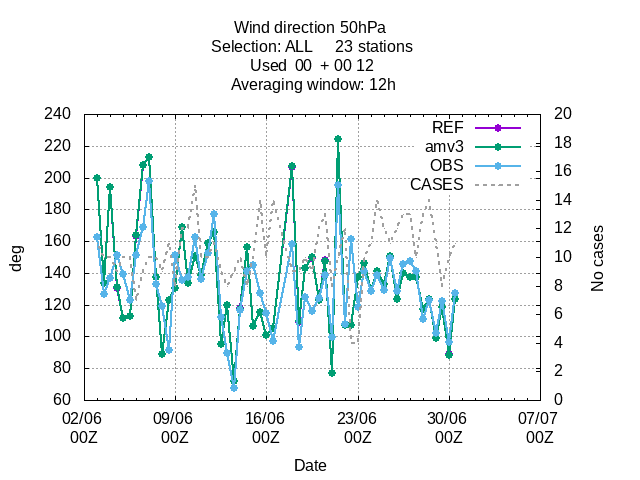 Wind direction 50hPa
Selection: ALL     23 stations
Used  00  + 00 12
Averaging window: 12h
240
220
200
180
160
140
120
100
80
60
deg
20
18
16
14
12
10
8
6
4
2
0
No cases
REF
amv3
OBS
CASES
02/06 09/06 16/06 23/06 30/06 07/07
00Z 00Z 00Z 00Z 00Z 00Z
Date